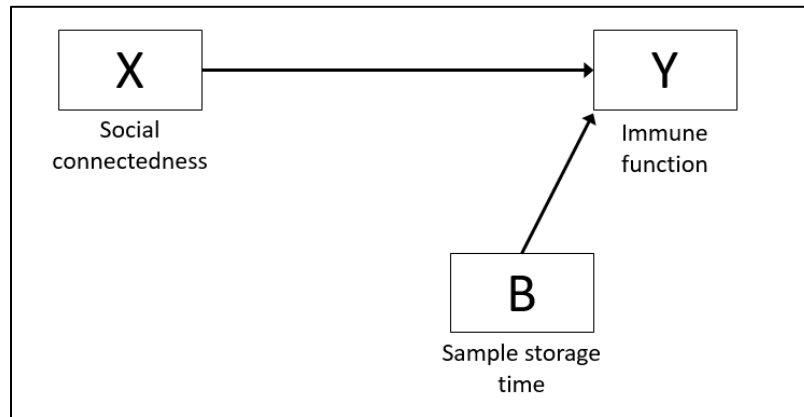 X
Social
connectedness
Y
Immune
function
B
Sample storage
time